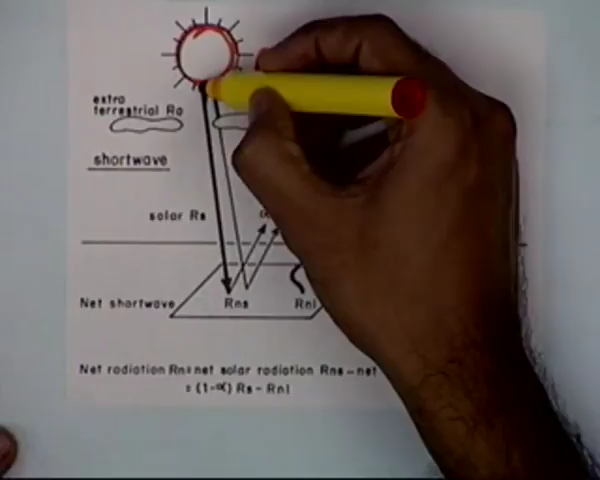 extra
terrestrial Ra
shortwave
solar Rs
α
Net shortwave
Rns
Rnl
Net radiation Rn=net solar radiation Rns-net
=(1-α) Rs-Rnl